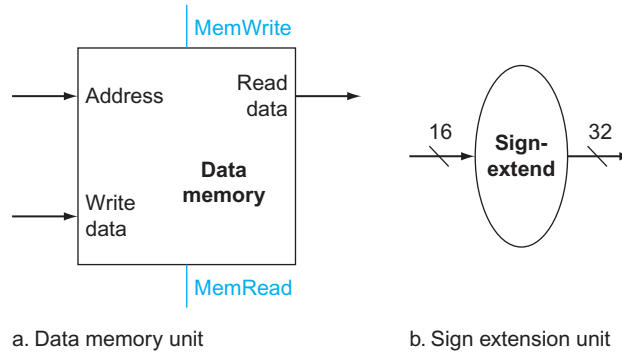 MemWrite
Address
Read
data
Data
memory
Write
data
MemRead
a. Data memory unit
16
Sign-
extend
32
b. Sign extension unit